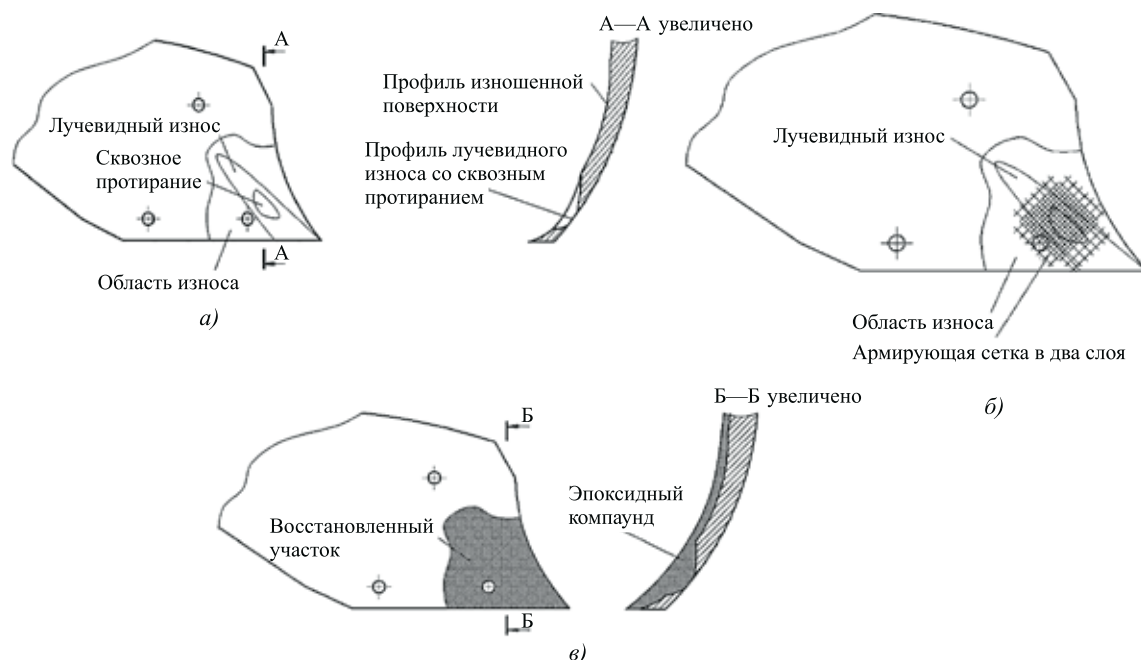 А
А
Лучевидный износ
Сквозное
протирание
Область износа
а)
А—А увеличено
Профиль изношенной
поверхности
Профиль лучевидного
износа со сквозным
протиранием
Лучевидный износ
Область износа
Армирующая сетка в два слоя
б)
Б
Б
Восстановленный
участок
Б—Б увеличено
Эпоксидный
компаунд
в)